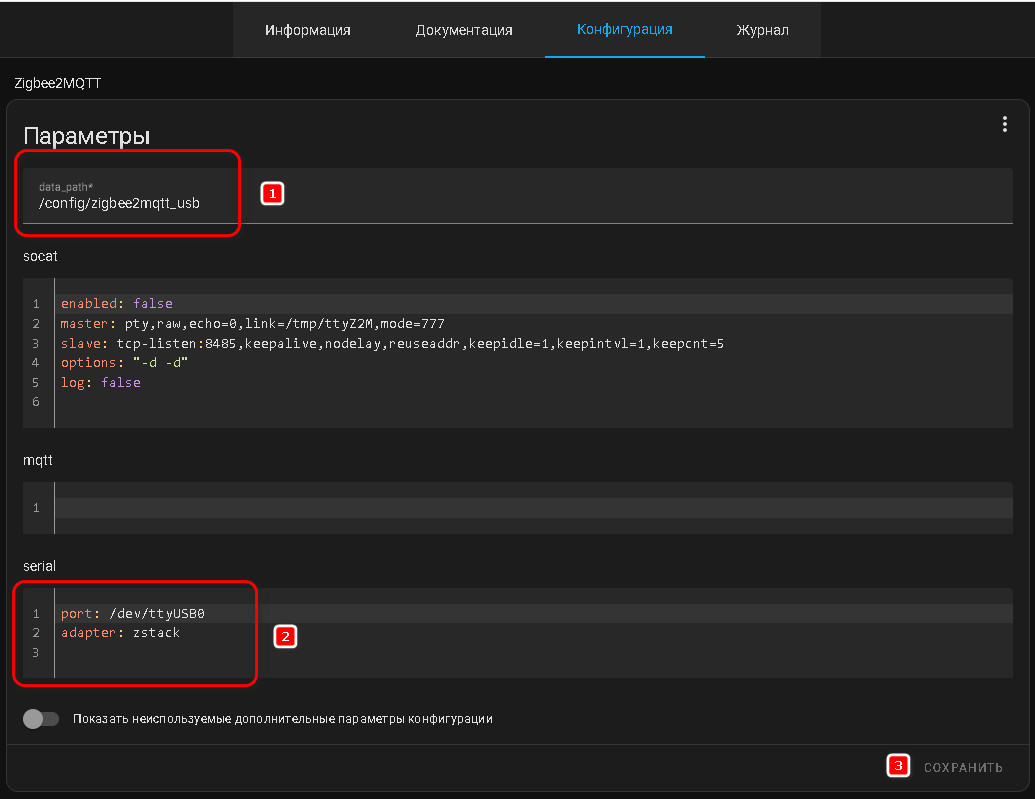 Информация Документация Конфигурация Журнал
Zigbee2MQTT
Параметры
data_path*
/config/zigbee2mqtt_usb
1
socat
1 enabled: false
2 master: pty,raw,echo=0,link=/tmp/ttyZ2M,mode=777
3 slave: tcp-listen:8485,keepalive,nodelay,reuseaddr,keepidle=1,keepintvl=1,keepcnt=5
4 options: "-d -d"
5 log: false
6
mqtt
1
serial
1 port: /dev/ttyUSB0
2 adapter: zstack
3
2
Показать неиспользуемые дополнительные параметры конфигурации
3 СОХРАНИТЬ